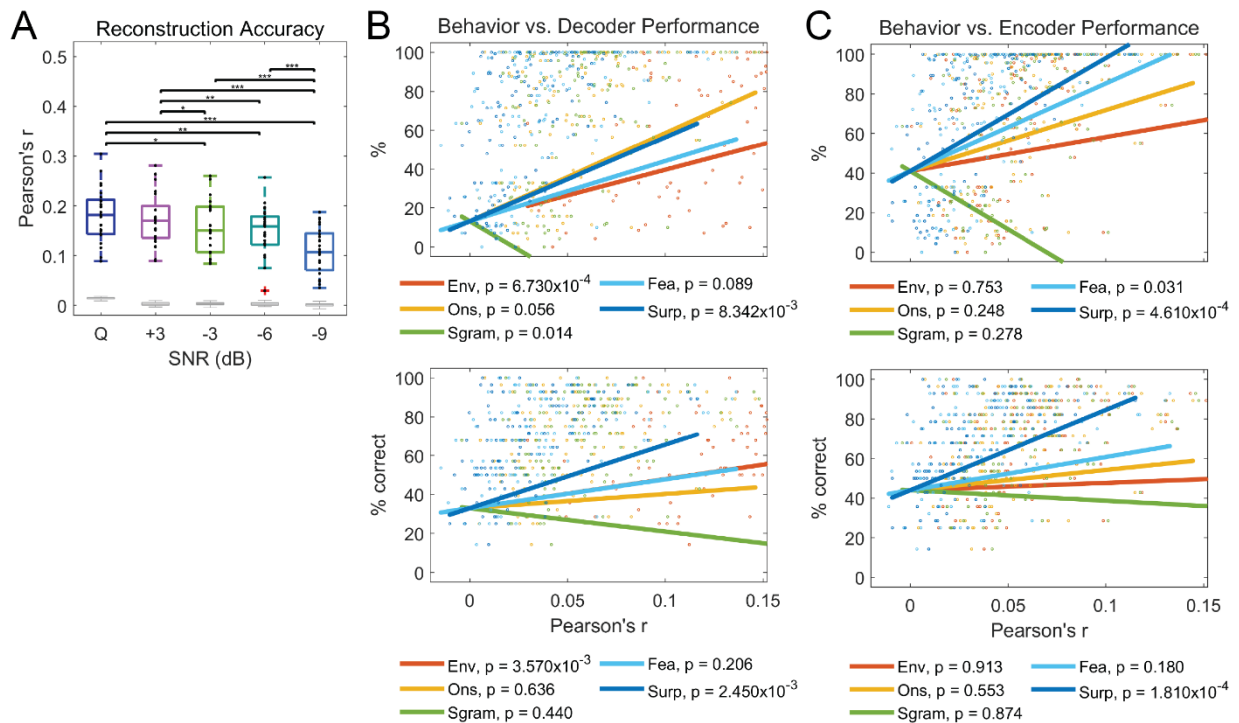 A
Reconstruction Accuracy
Pearson's r
0.5
0.4
0.3
0.2
0.1
0
***
***
***
**
*
***
**
*
Q +3 -3 -6 -9
SNR (dB)
B
Behavior vs. Decoder Performance
%
100
80
60
40
20
0
Env, p = 6.730x10⁻⁴ Fea, p = 0.089
Ons, p = 0.056 Surp, p = 8.342x10⁻³
Sgram, p = 0.014
% correct
100
80
60
40
20
0
0 0.05 0.1 0.15
Pearson's r
Env, p = 3.570x10⁻³ Fea, p = 0.206
Ons, p = 0.636 Surp, p = 2.450x10⁻³
Sgram, p = 0.440
C
Behavior vs. Encoder Performance
%
100
80
60
40
20
0
Env, p = 0.753 Fea, p = 0.031
Ons, p = 0.248 Surp, p = 4.610x10⁻⁴
Sgram, p = 0.278
% correct
100
80
60
40
20
0
0 0.05 0.1 0.15
Pearson's r
Env, p = 0.913 Fea, p = 0.180
Ons, p = 0.553 Surp, p = 1.810x10⁻⁴
Sgram, p = 0.874